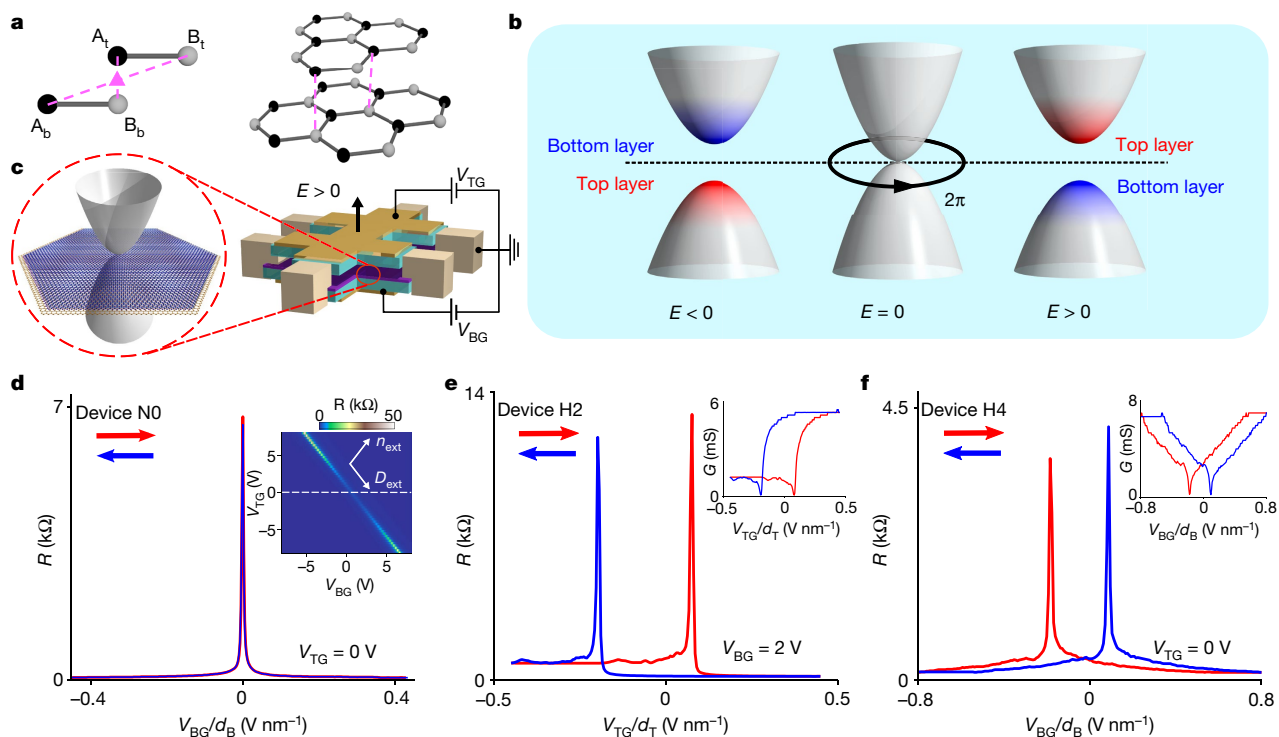 a
A_t B_t
A_b B_b
b
Bottom layer
Top layer
2π
Top layer
Bottom layer
E < 0
E = 0
E > 0
c
E > 0
V_TG
V_BG
d
Device N0
R (kΩ)
7
0
−0.4
0
0.4
V_BG/d_B (V nm⁻¹)
V_TG = 0 V
R (kΩ)
0 50
n_ext
D_ext
V_TG (V)
5
0
−5
−5 0 5
V_BG (V)
e
Device H2
R (kΩ)
14
0
−0.5
0.5
V_TG/d_T (V nm⁻¹)
V_BG = 2 V
G (mS)
6
0
−0.5 0 0.5
V_TG/d_T (V nm⁻¹)
f
Device H4
R (kΩ)
4.5
0
−0.8 0 0.8
V_BG/d_B (V nm⁻¹)
V_TG = 0 V
G (mS)
8
4
0
−0.8 0 0.8
V_BG/d_B (V nm⁻¹)